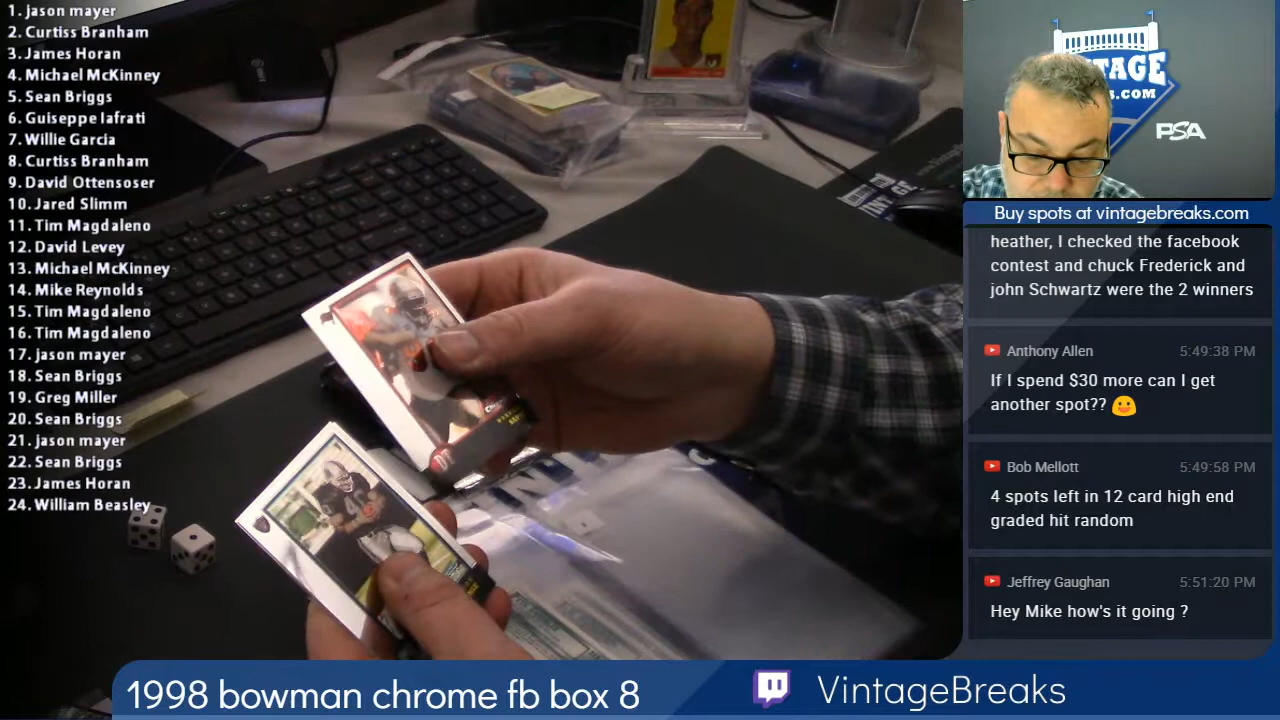 1. jason mayer
2. Curtiss Branham
3. James Horan
4. Michael McKinney
5. Sean Briggs
6. Guiseppe Iafrati
7. Willie Garcia
8. Curtiss Branham
9. David Ottensoser
10. Jared Slimm
11. Tim Magdaleno
12. David Levey
13. Michael McKinney
14. Mike Reynolds
15. Tim Magdaleno
16. Tim Magdaleno
17. jason mayer
18. Sean Briggs
19. Greg Miller
20. Sean Briggs
21. jason mayer
22. Sean Briggs
23. James Horan
24. William Beasley
PSA
Buy spots at vintagebreaks.com
heather, I checked the facebook
contest and chuck Frederick and
john Schwartz were the 2 winners
Anthony Allen 5:49:38 PM
If I spend $30 more can I get
another spot?? 😀
Bob Mellott 5:49:58 PM
4 spots left in 12 card high end
graded hit random
Jeffrey Gaughan 5:51:20 PM
Hey Mike how's it going ?
1998 bowman chrome fb box 8
VintageBreaks